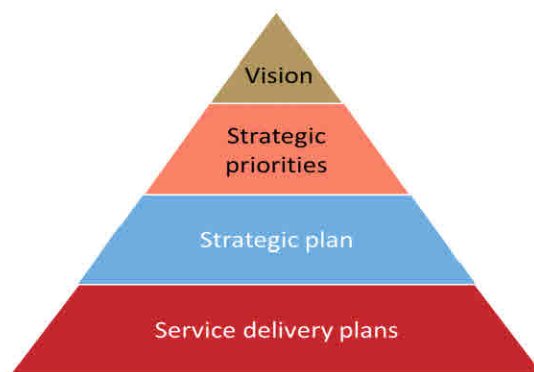 Vision
Strategic
priorities
Strategic plan
Service delivery plans